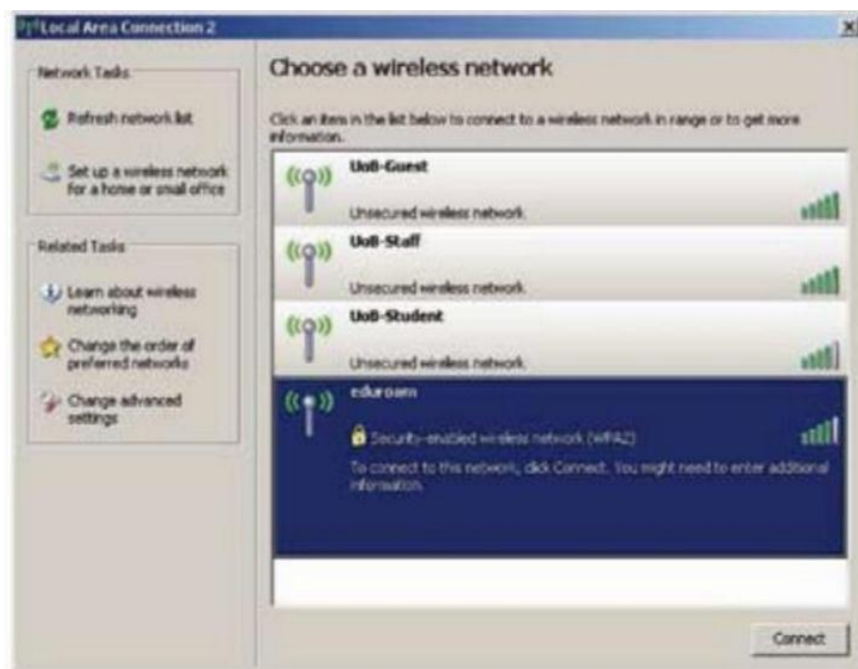 Local Area Connection 2
Network Tasks
Refresh network list
Set up a wireless network
for a home or small office
Related Tasks
Learn about wireless
networking
Change the order of
preferred networks
Change advanced
settings
Choose a wireless network
Click an item in the list below to connect to a wireless network in range or to get more
information.
UoB-Guest
Unsecured wireless network
UoB-Staff
Unsecured wireless network
UoB-Student
Unsecured wireless network
eduroam
Security-enabled wireless network (WPA2)
To connect to this network, click Connect. You might need to enter additional
information.
Connect